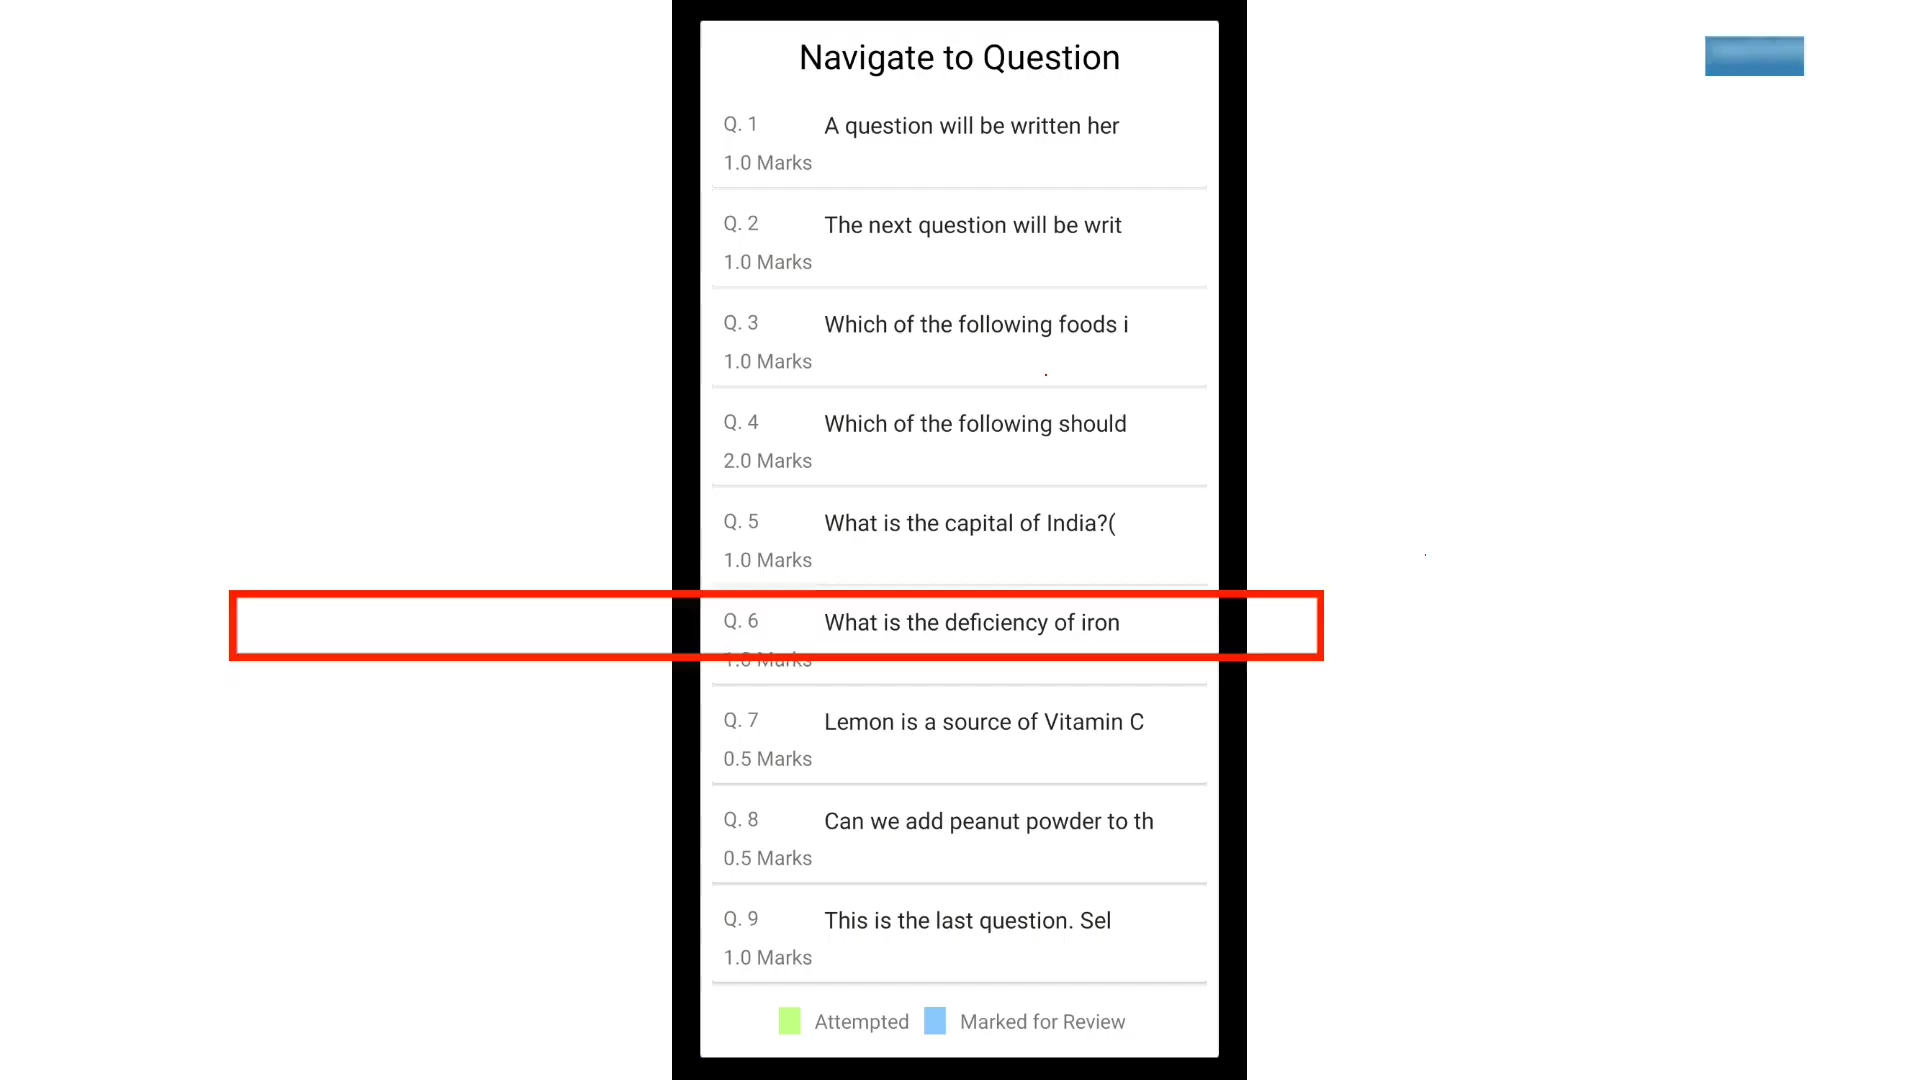 Navigate to Question
Q. 1 A question will be written her
1.0 Marks
Q. 2 The next question will be writ
1.0 Marks
Q. 3 Which of the following foods i
1.0 Marks
Q. 4 Which of the following should
2.0 Marks
Q. 5 What is the capital of India?(
1.0 Marks
Q. 6 What is the deficiency of iron
1.0 Marks
Q. 7 Lemon is a source of Vitamin C
0.5 Marks
Q. 8 Can we add peanut powder to th
0.5 Marks
Q. 9 This is the last question. Sel
1.0 Marks
Attempted Marked for Review